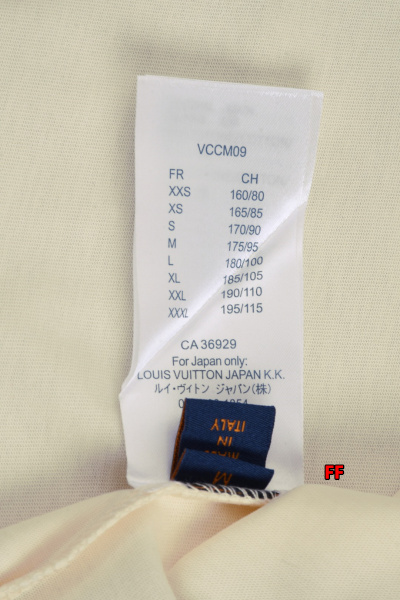 VCCM09
FR CH
XXS 160/80
XS 165/85
S 170/90
M 175/95
L 180/100
XL 185/105
XXL 190/110
XXXL 195/115
CA 36929
For Japan only:
LOUIS VUITTON JAPAN K.K.
ルイ・ヴィトン ジャパン(株)
IN
ITALY
M
FF